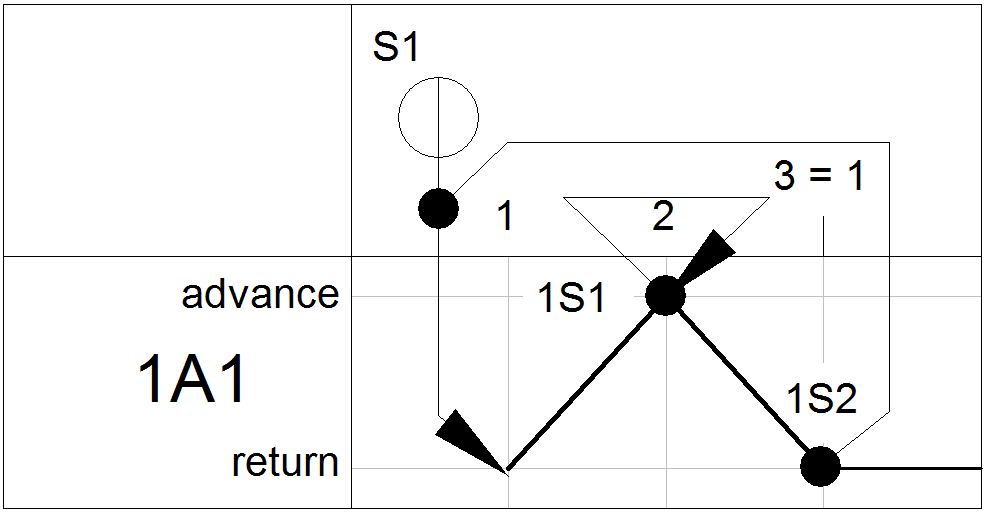 S1
3 = 1
1
2
advance
1S1
1A1
1S2
return